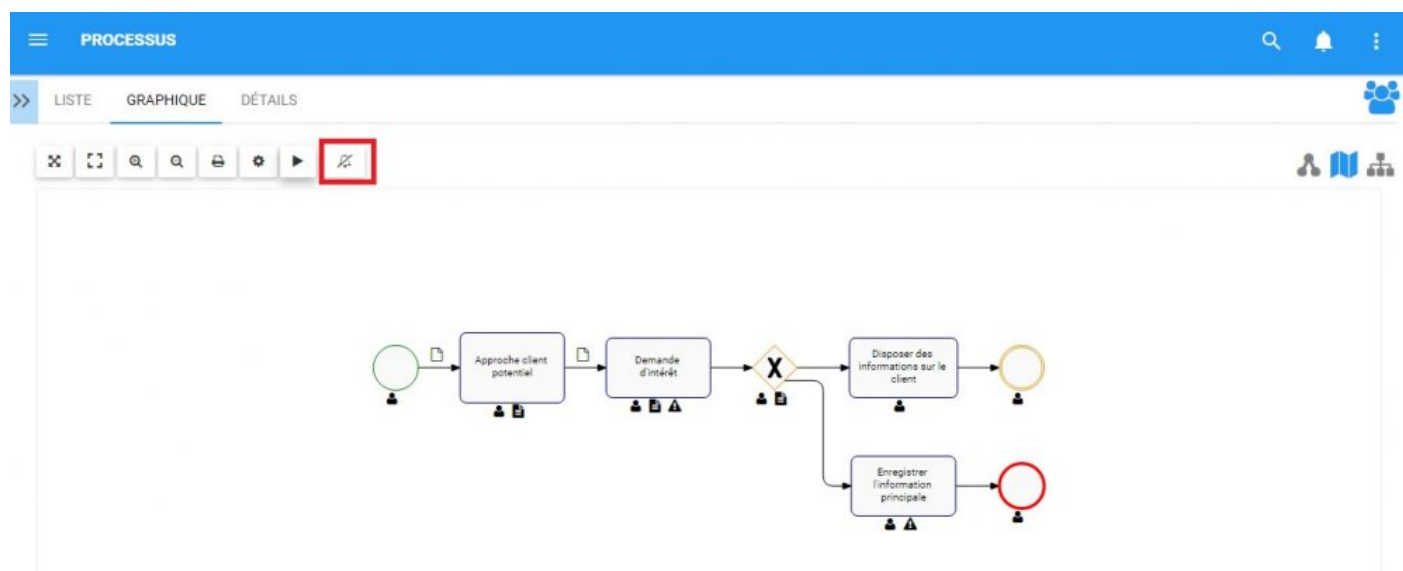 PROCESSUS
LISTE GRAPHIQUE DÉTAILS
Approche client
potentiel
Demande
d'intérêt
X
Disposer des
informations sur le
client
Enregistrer
l'information
principale